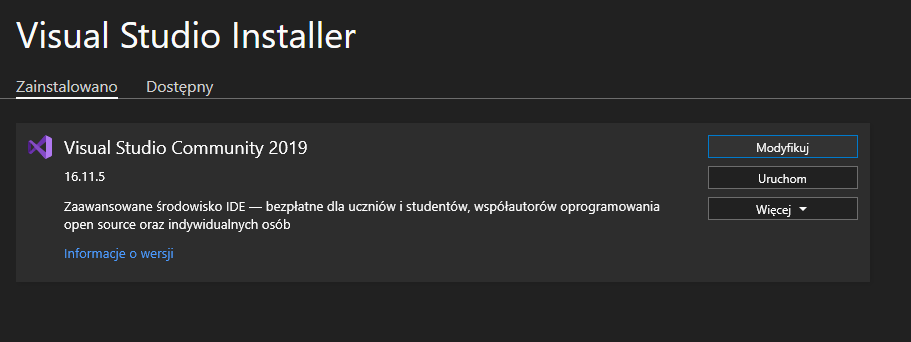 Visual Studio Installer
Zainstalowano Dostępny
Visual Studio Community 2019
16.11.5
Zaawansowane środowisko IDE — bezpłatne dla uczniów i studentów, współautorów oprogramowania
open source oraz indywidualnych osób
Informacje o wersji
Modyfikuj
Uruchom
Więcej